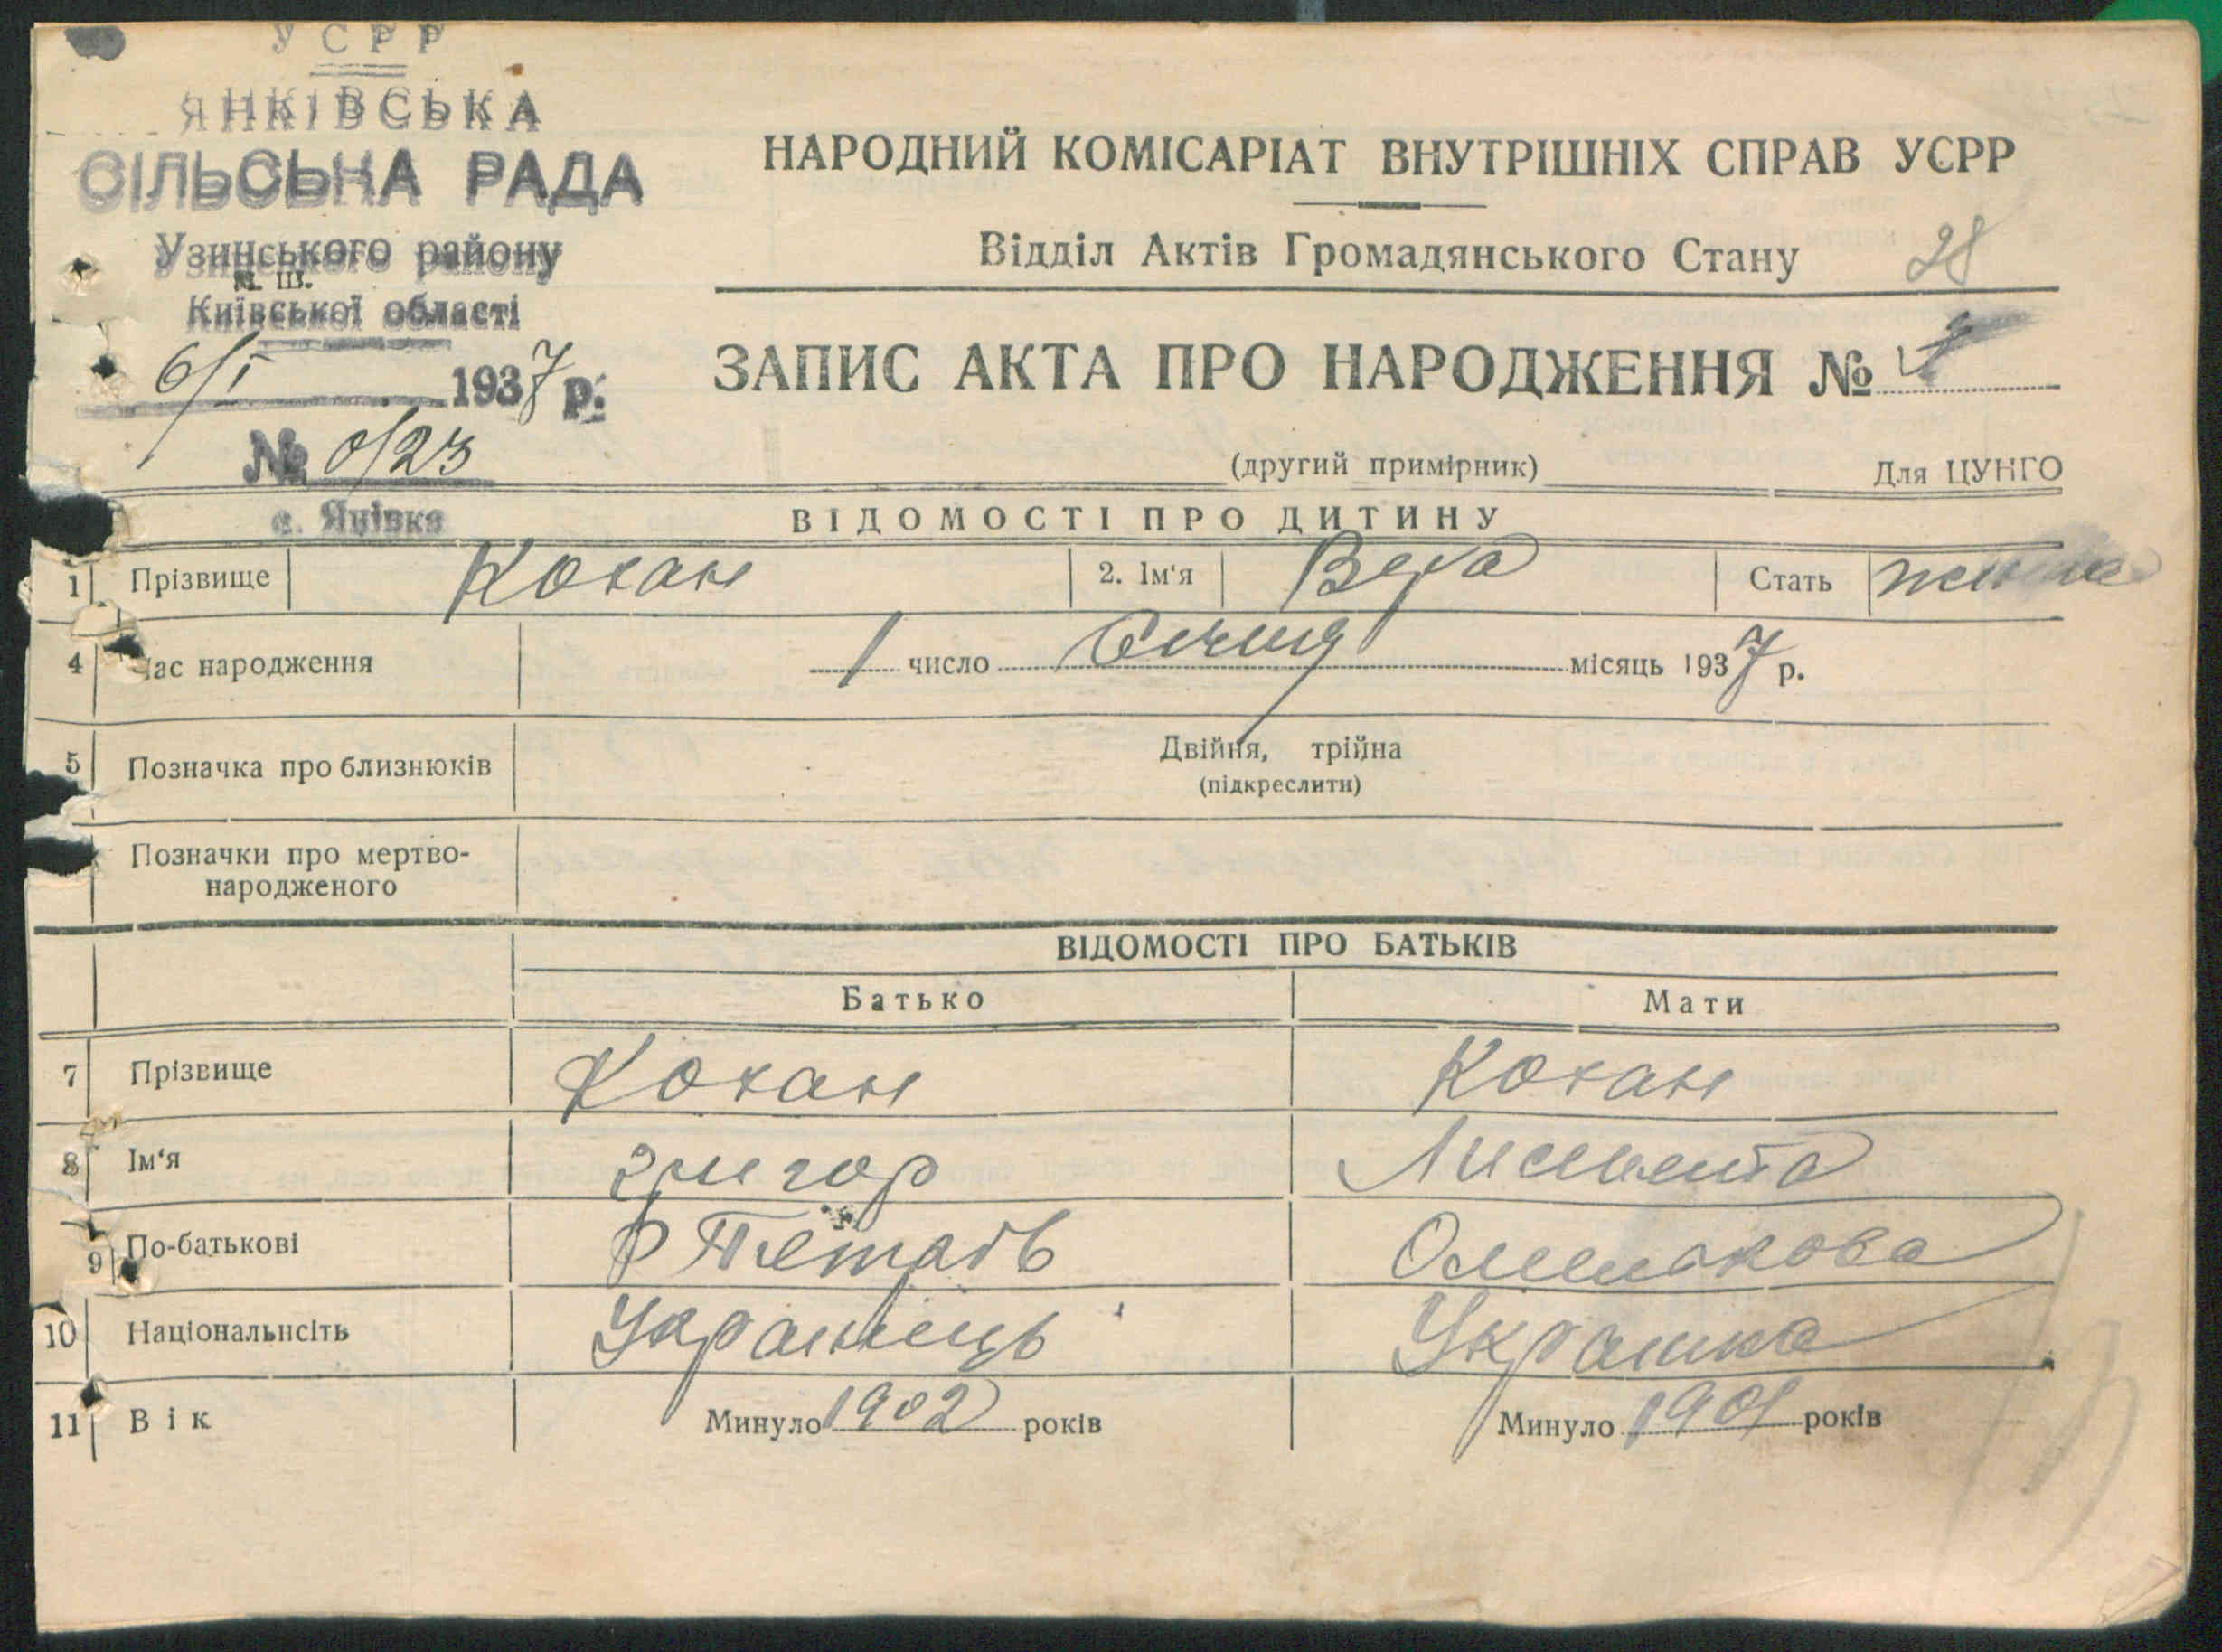 УСРР
ЯНКІВСЬКА
СІЛЬСЬКА РАДА
Узинського району
Київської області
6/I 1937 р.
№ 0/23
с. Янівка
НАРОДНИЙ КОМІСАРІАТ ВНУТРІШНІХ СПРАВ УСРР
Відділ Актів Громадянського Стану 28
ЗАПИС АКТА ПРО НАРОДЖЕННЯ №
(другий примірник) Для ЦУНГО
ВІДОМОСТІ ПРО ДИТИНУ
1 Прізвище Кохан 2. Ім'я Вера Стать
4 Час народження 1 число Січня місяць 1937 р.
5 Позначка про близнюків Двійня, трійна
(підкреслити)
Позначки про мертво-
народженого
ВІДОМОСТІ ПРО БАТЬКІВ
Батько Мати
7 Прізвище Кохан Кохан
8 Ім'я Григор
9 По-батькові
10 Національнсіть Українець Украинка
11 Вік Минуло 1902 років Минуло 1901 років